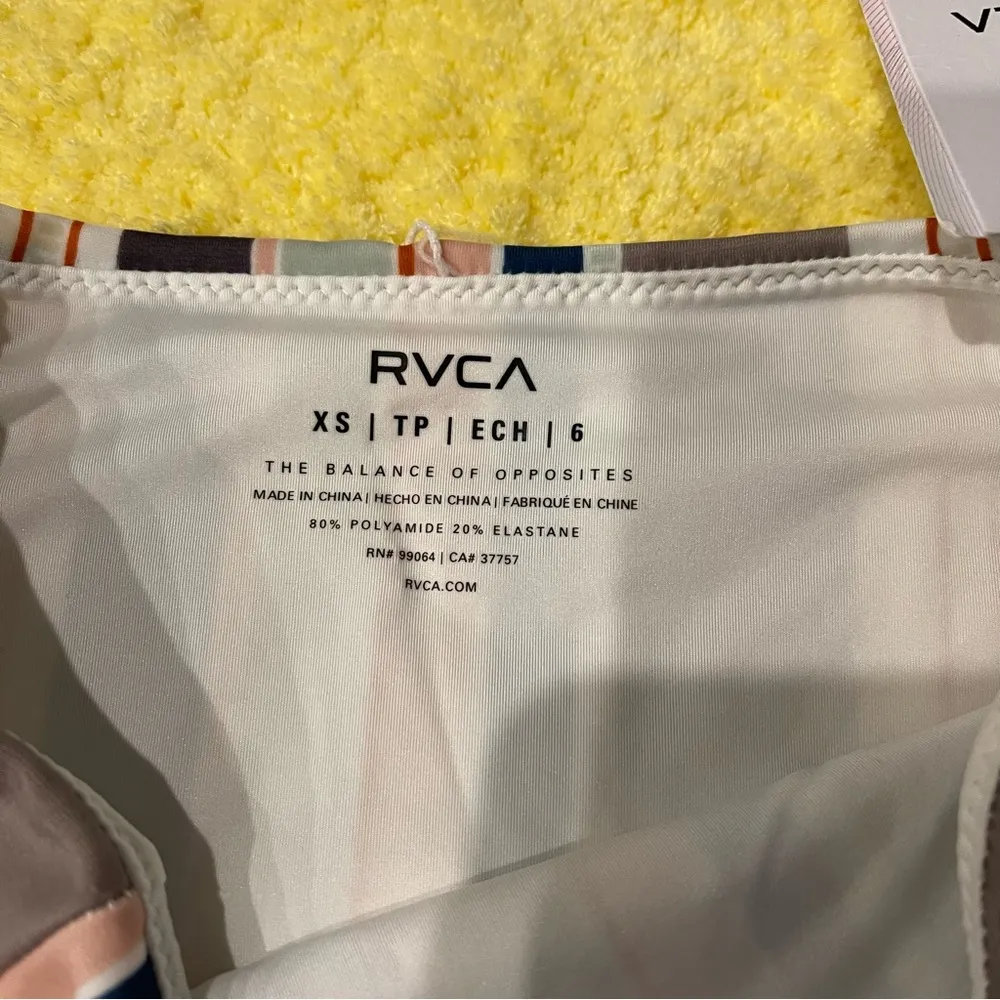 RVCA
XS | TP | ECH | 6
THE BALANCE OF OPPOSITES
MADE IN CHINA | HECHO EN CHINA | FABRIQUÉ EN CHINE
80% POLYAMIDE 20% ELASTANE
RN# 99064 | CA# 37757
RVCA.COM